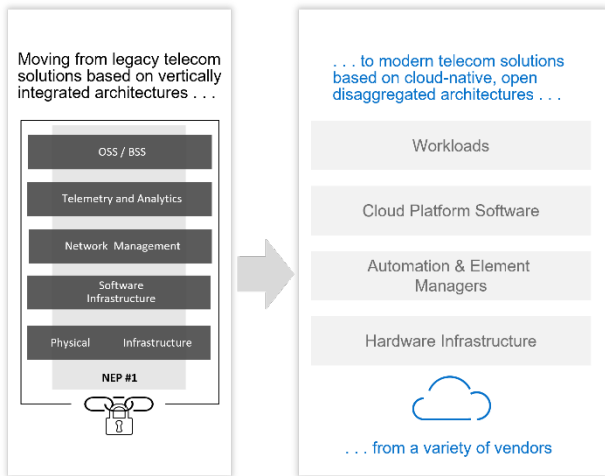 Moving from legacy telecom
solutions based on vertically
integrated architectures . . .
OSS / BSS
Telemetry and Analytics
Network Management
Software
Infrastructure
Physical Infrastructure
NEP #1
. . . to modern telecom solutions
based on cloud-native, open
disaggregated architectures . . .
Workloads
Cloud Platform Software
Automation & Element
Managers
Hardware Infrastructure
. . . from a variety of vendors